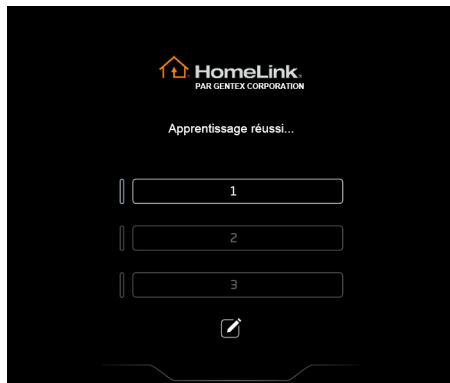 HomeLink.
PAR GENTEX CORPORATION
Apprentissage réussi...
1
2
3